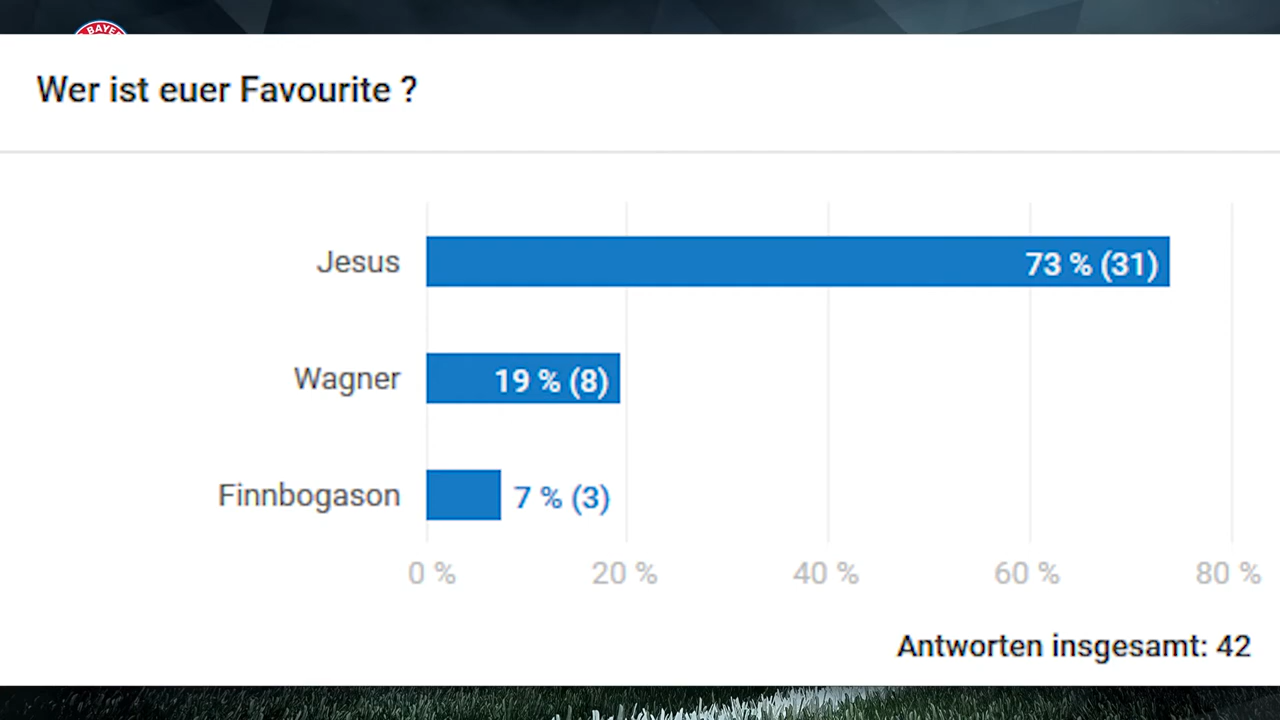 BAYE
Wer ist euer Favourite ?
Jesus 73 % (31)
Wagner 19 % (8)
Finnbogason 7 % (3)
0 % 20 % 40 % 60 % 80 %
Antworten insgesamt: 42